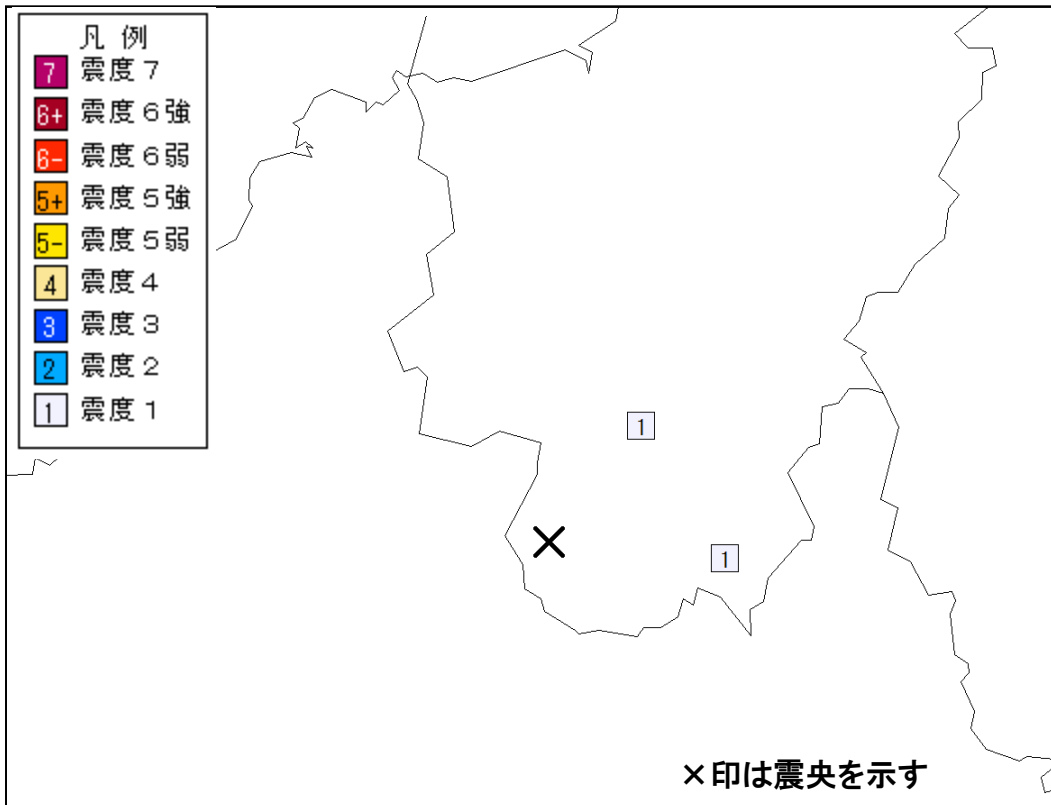 凡 例
7 震度７
6+ 震度６強
6- 震度６弱
5+ 震度５強
5- 震度５弱
4 震度４
3 震度３
2 震度２
1 震度１
1
1
×印は震央を示す